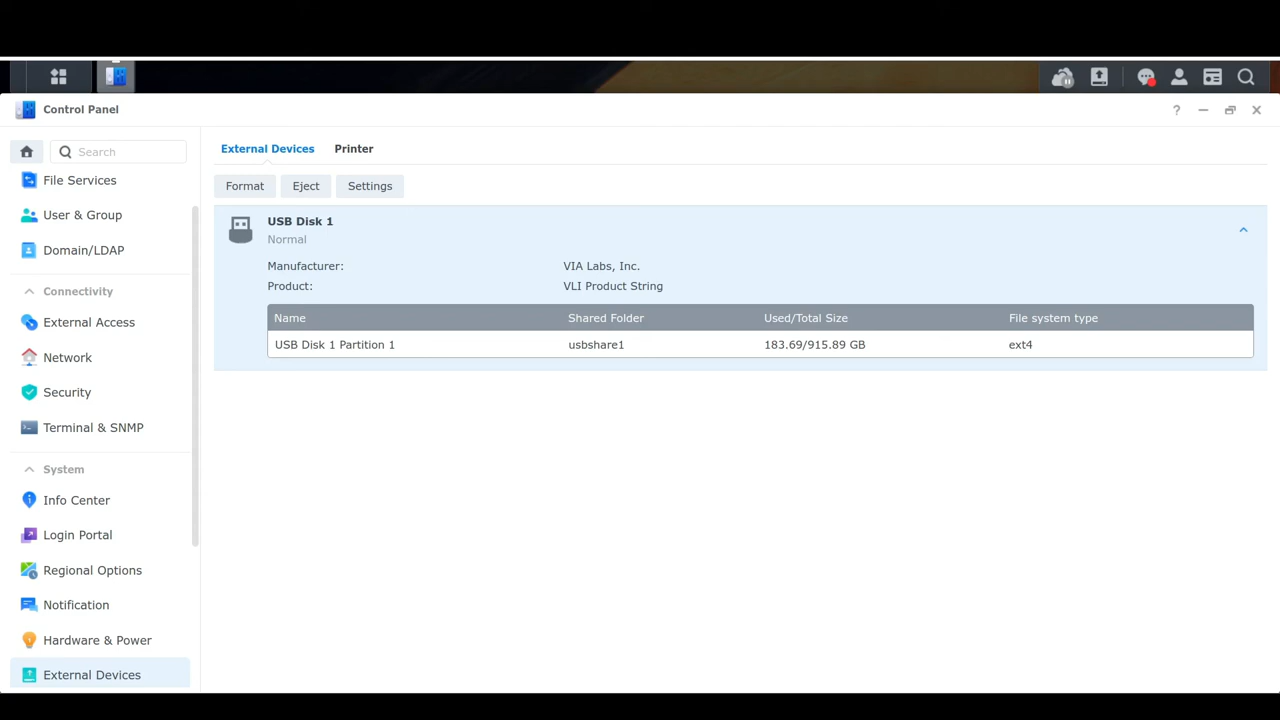 Control Panel
?
Search
File Services
User & Group
Domain/LDAP
Connectivity
External Access
Network
Security
Terminal & SNMP
System
Info Center
Login Portal
Regional Options
Notification
Hardware & Power
External Devices
External Devices Printer
Format Eject Settings
USB Disk 1
Normal
Manufacturer: VIA Labs, Inc.
Product: VLI Product String
Name Shared Folder Used/Total Size File system type
USB Disk 1 Partition 1 usbshare1 183.69/915.89 GB ext4